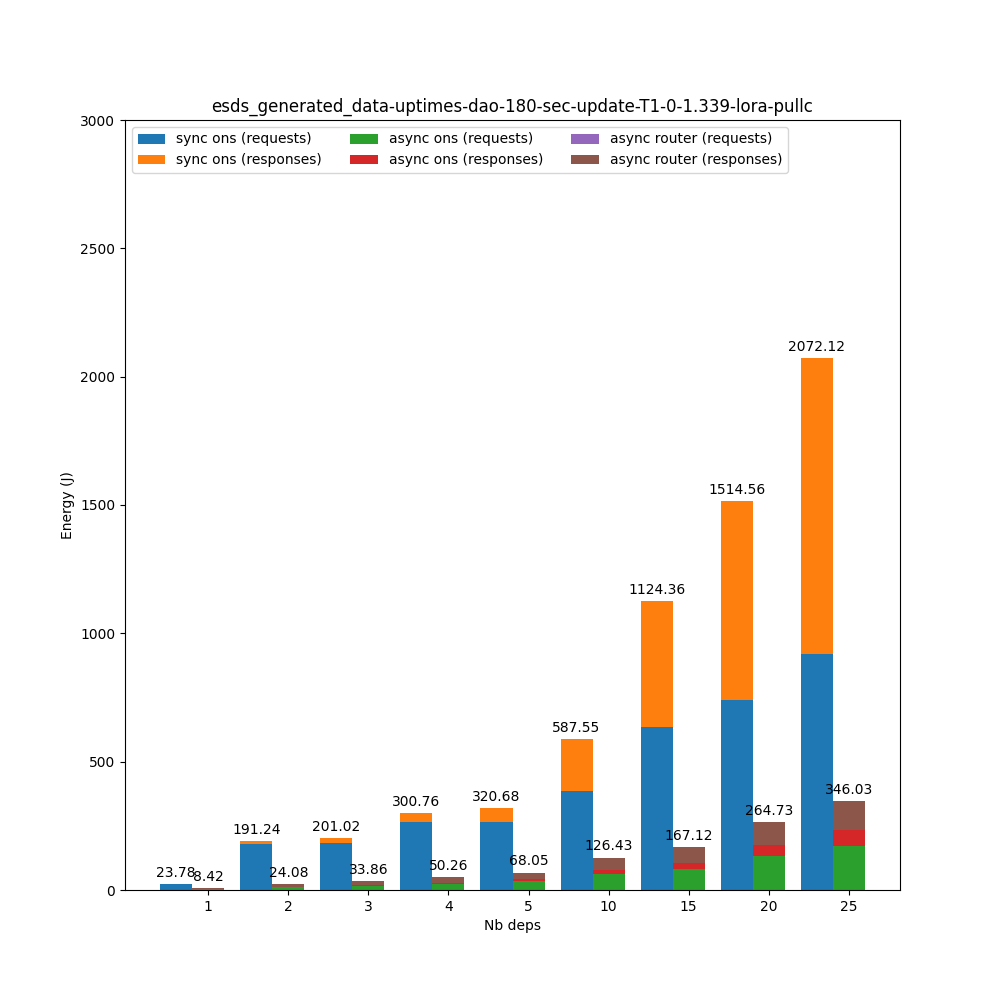 esds_generated_data-uptimes-dao-180-sec-update-T1-0-1.339-lora-pullc
sync ons (requests)
sync ons (responses)
async ons (requests)
async ons (responses)
async router (requests)
async router (responses)
3000
2500
2000
1500
1000
500
0
Energy (J)
23.78
8.42
191.24
24.08
201.02
33.86
300.76
50.26
320.68
68.05
587.55
126.43
1124.36
167.12
1514.56
264.73
2072.12
346.03
1 2 3 4 5 10 15 20 25
Nb deps